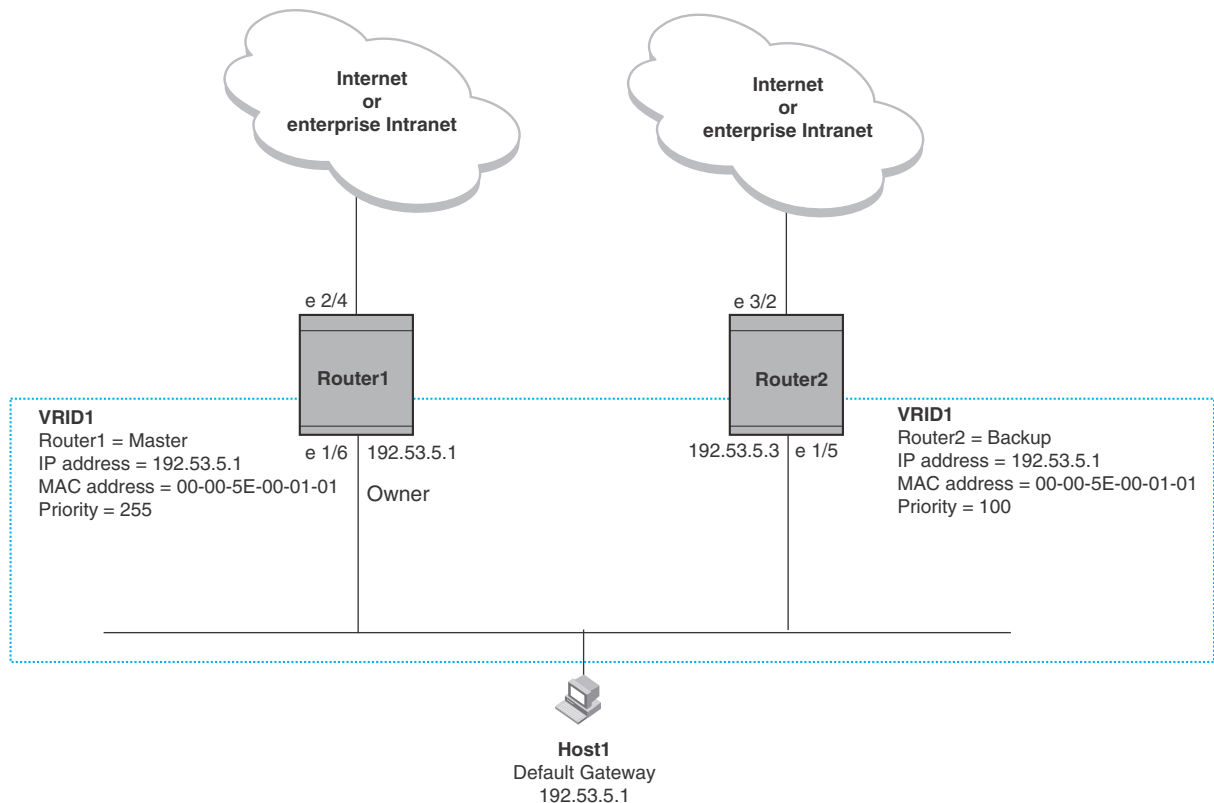 Internet
or
enterprise Intranet
Internet
or
enterprise Intranet
e 2/4
e 3/2
Router1
Router2
VRID1
Router1 = Master
IP address = 192.53.5.1
MAC address = 00-00-5E-00-01-01
Priority = 255
e 1/6
192.53.5.1
Owner
192.53.5.3
e 1/5
VRID1
Router2 = Backup
IP address = 192.53.5.1
MAC address = 00-00-5E-00-01-01
Priority = 100
Host1
Default Gateway
192.53.5.1